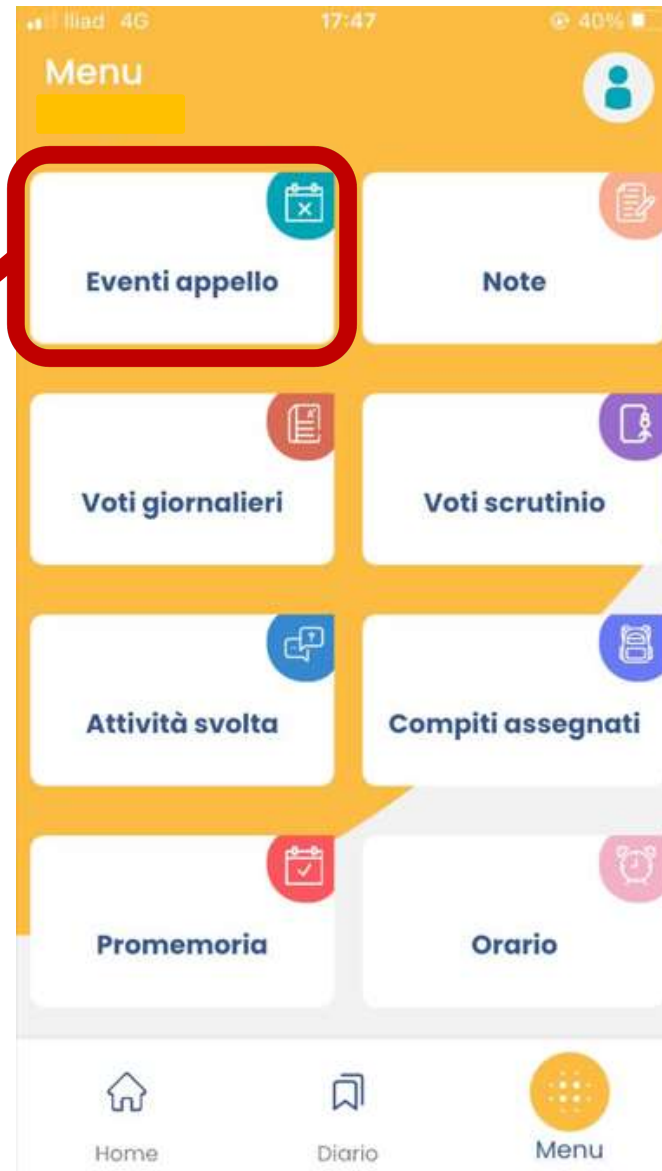 Iliad 4G 17:47 40%
Menu
Eventi appello Note
Voti giornalieri Voti scrutinio
Attività svolta Compiti assegnati
Promemoria Orario
Home Diario Menu